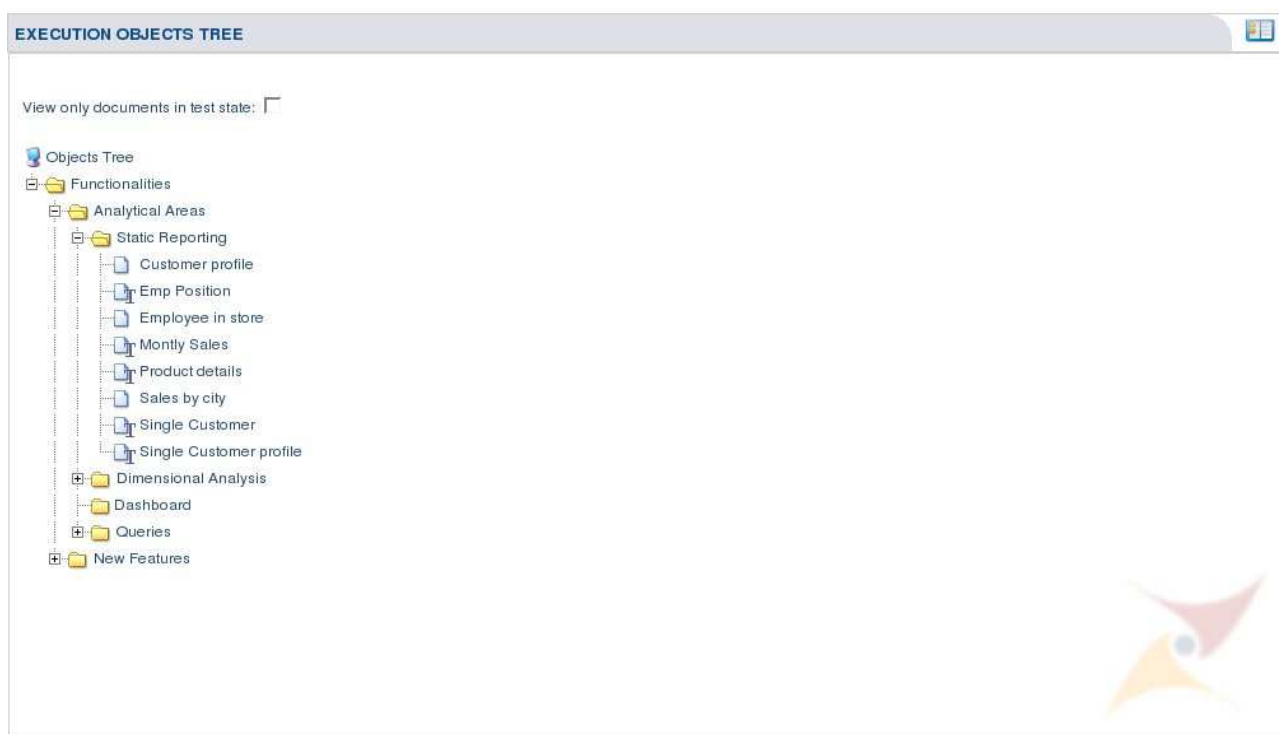 EXECUTION OBJECTS TREE
View only documents in test state:
Objects Tree
Functionalities
Analytical Areas
Static Reporting
Customer profile
Emp Position
Employee in store
Montly Sales
Product details
Sales by city
Single Customer
Single Customer profile
Dimensional Analysis
Dashboard
Queries
New Features